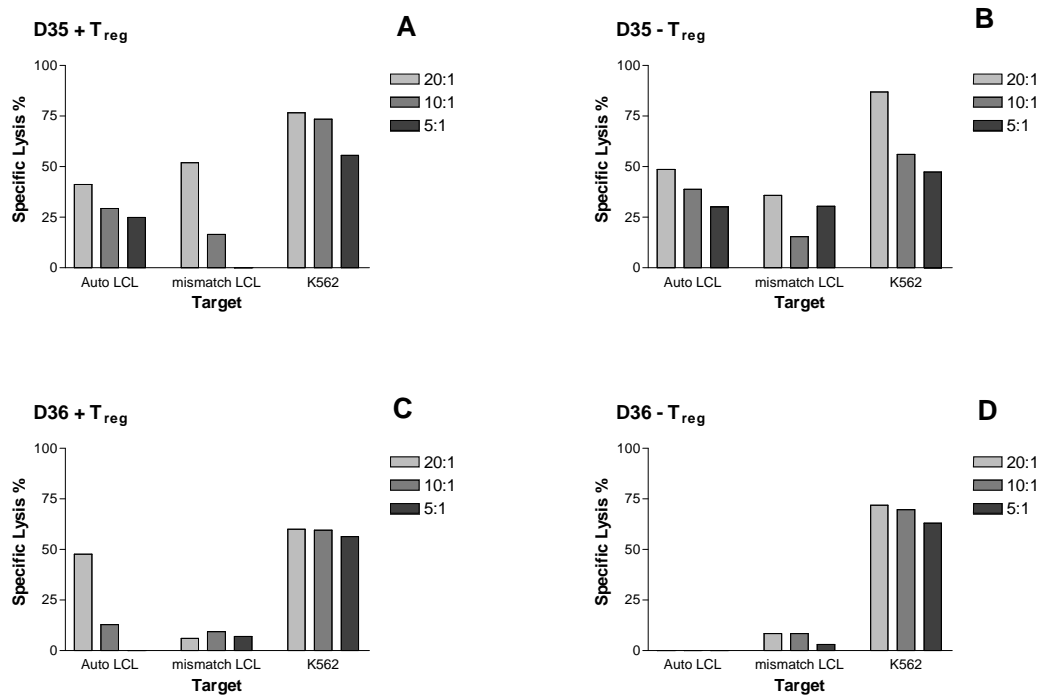 D35 + Treg
A
100
75
50
25
0
Specific Lysis %
Auto LCL mismatch LCL K562
Target
20:1
10:1
5:1
D35 - Treg
B
100
75
50
25
0
Specific Lysis %
Auto LCL mismatch LCL K562
Target
20:1
10:1
5:1
D36 + Treg
C
100
75
50
25
0
Specific Lysis %
Auto LCL mismatch LCL K562
Target
20:1
10:1
5:1
D36 - Treg
D
100
75
50
25
0
Specific Lysis %
Auto LCL mismatch LCL K562
Target
20:1
10:1
5:1